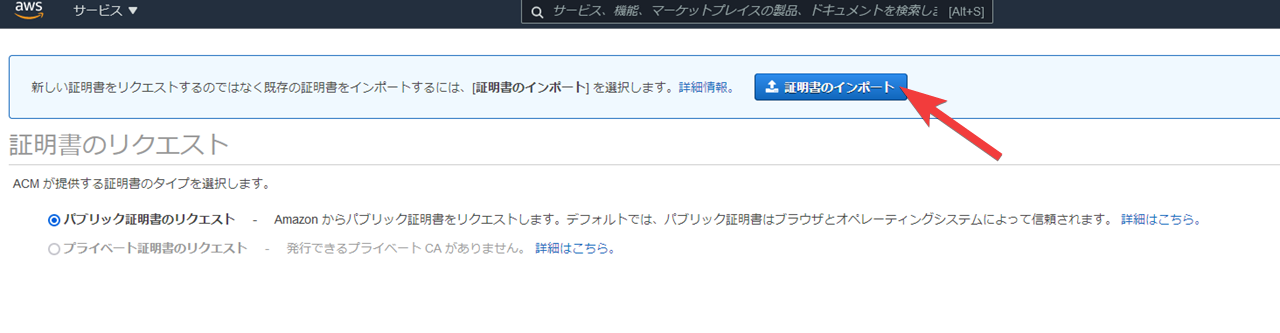 aws サービス サービス、機能、マーケットプレイスの製品、ドキュメントを検索し [Alt+S]
新しい証明書をリクエストするのではなく既存の証明書をインポートするには、[証明書のインポート] を選択します。詳細情報。 証明書のインポート
証明書のリクエスト
ACM が提供する証明書のタイプを選択します。
パブリック証明書のリクエスト - Amazon からパブリック証明書をリクエストします。デフォルトでは、パブリック証明書はブラウザとオペレーティングシステムによって信頼されます。 詳細はこちら。
プライベート証明書のリクエスト - 発行できるプライベート CA がありません。 詳細はこちら。